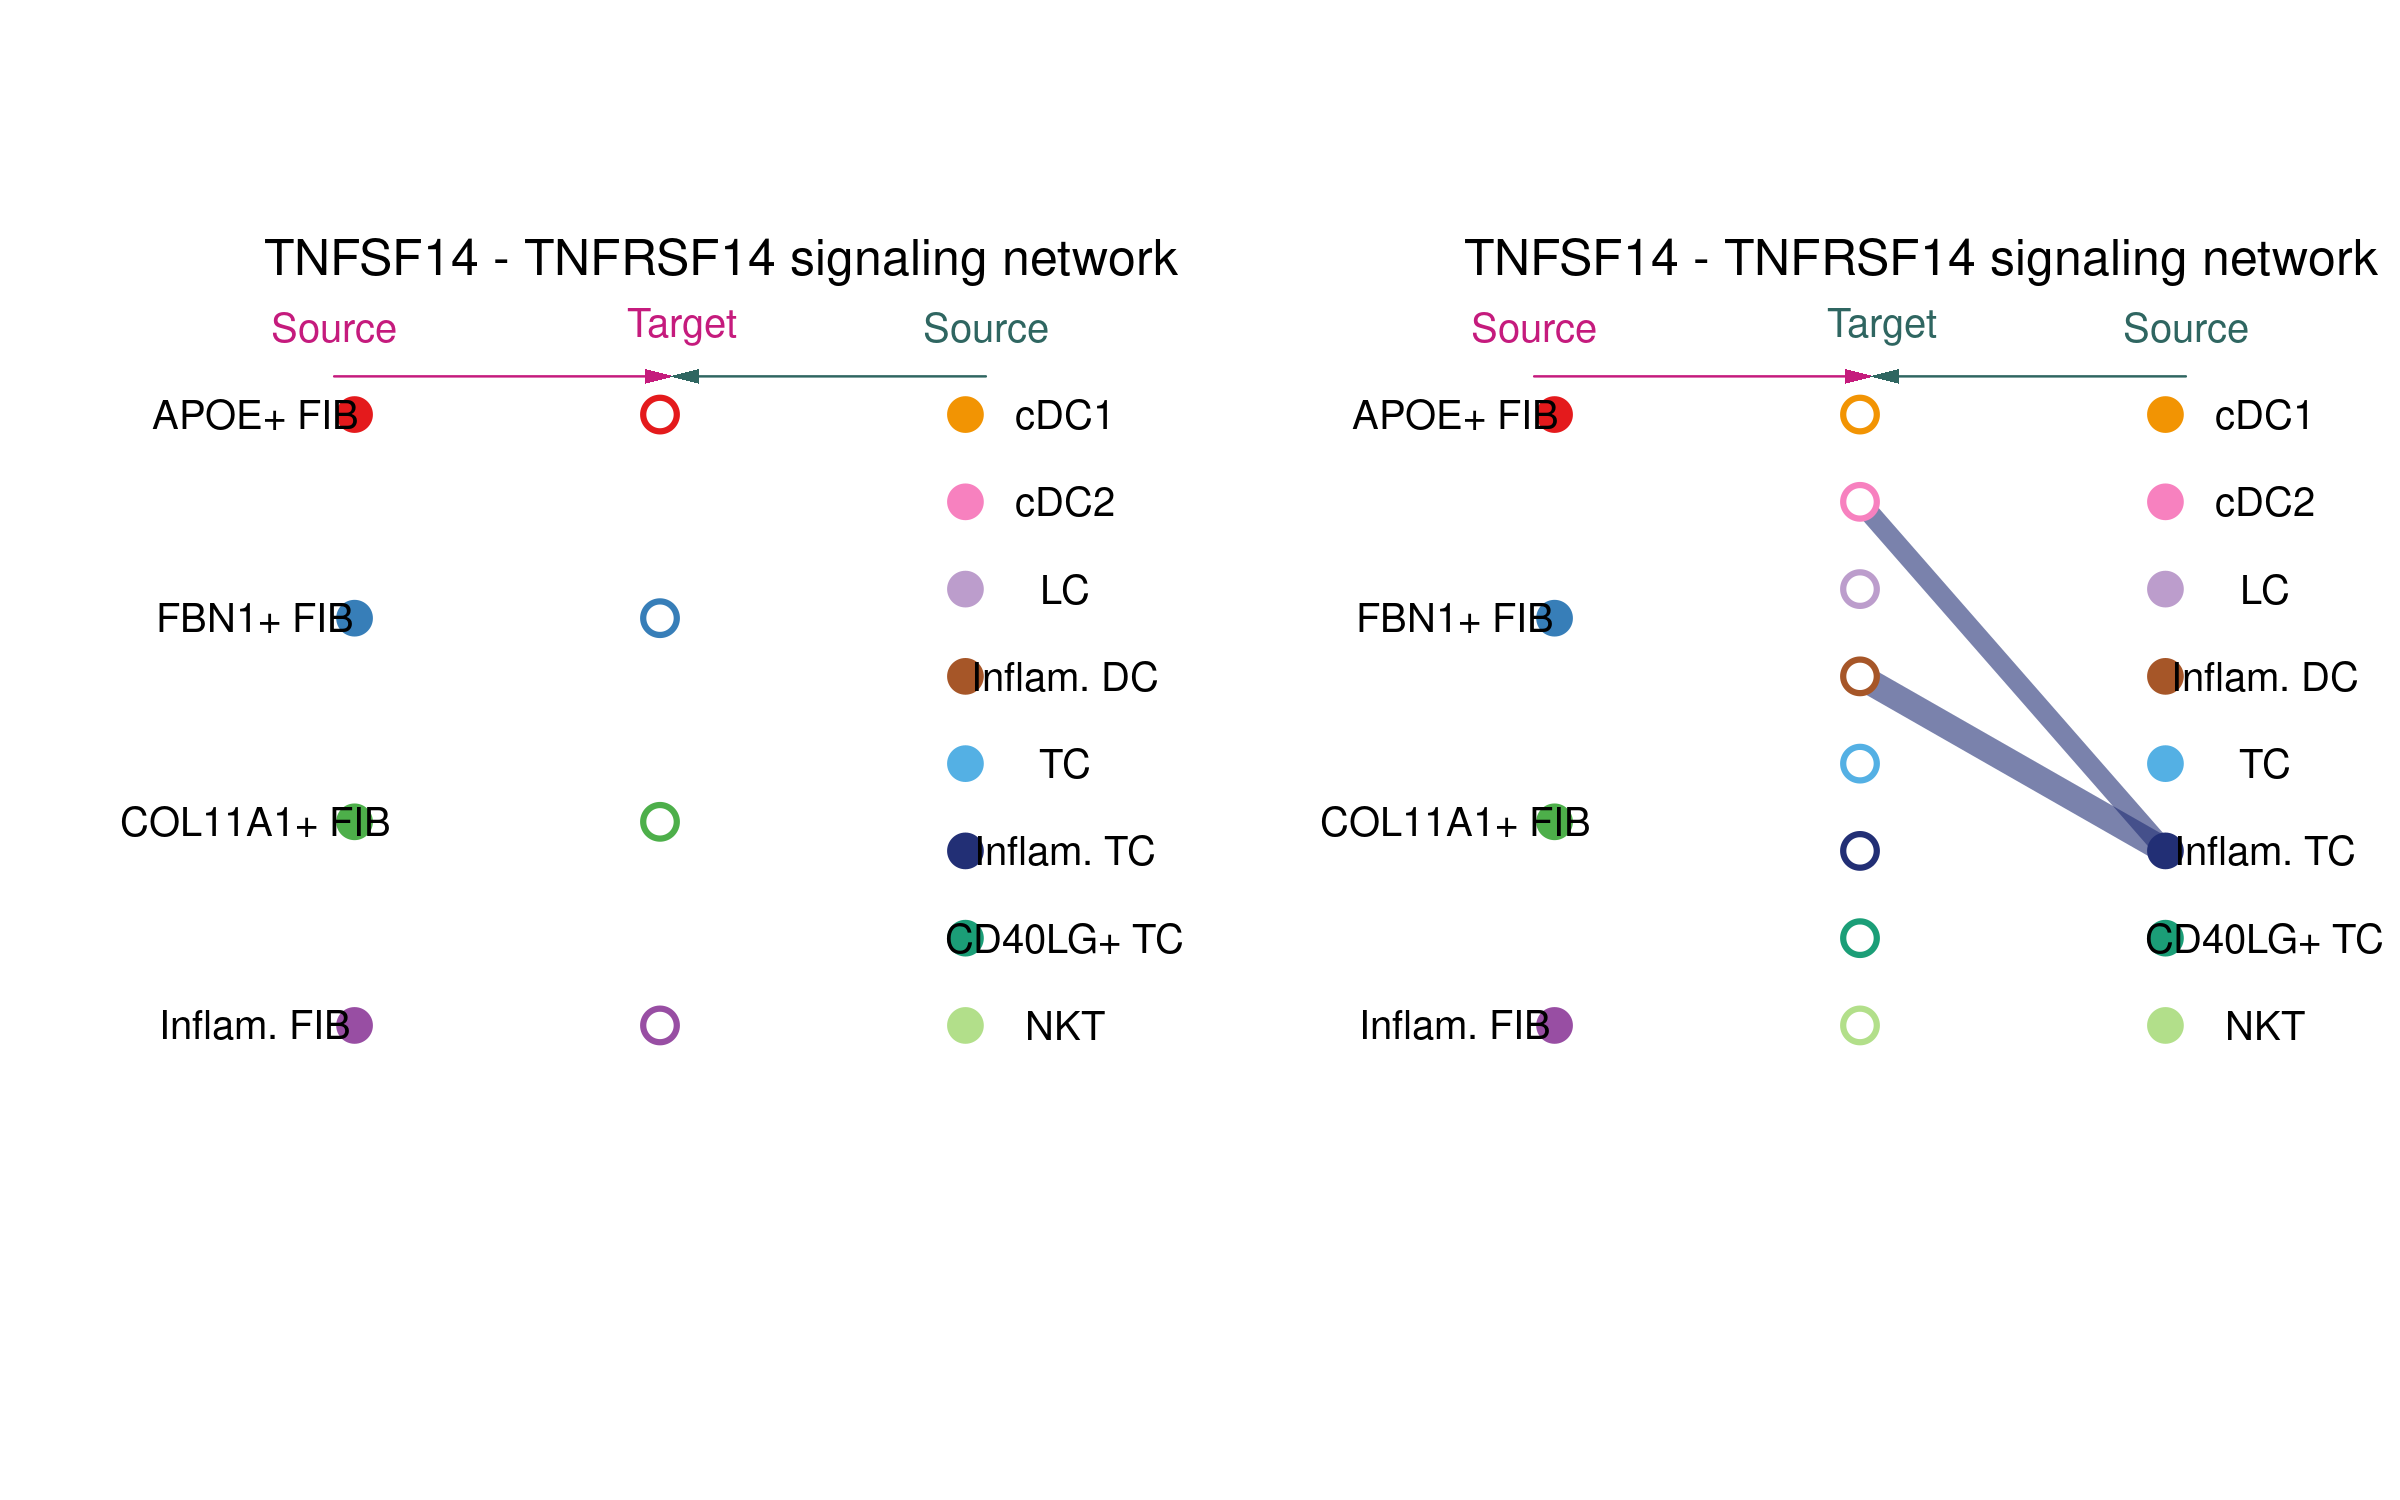 TNFSF14 - TNFRSF14 signaling network
Source Target Source
APOE+ FIB
FBN1+ FIB
COL11A1+ FIB
Inflam. FIB
cDC1
cDC2
LC
Inflam. DC
TC
Inflam. TC
CD40LG+ TC
NKT
TNFSF14 - TNFRSF14 signaling network
Source Target Source
APOE+ FIB
FBN1+ FIB
COL11A1+ FIB
Inflam. FIB
cDC1
cDC2
LC
Inflam. DC
TC
Inflam. TC
CD40LG+ TC
NKT